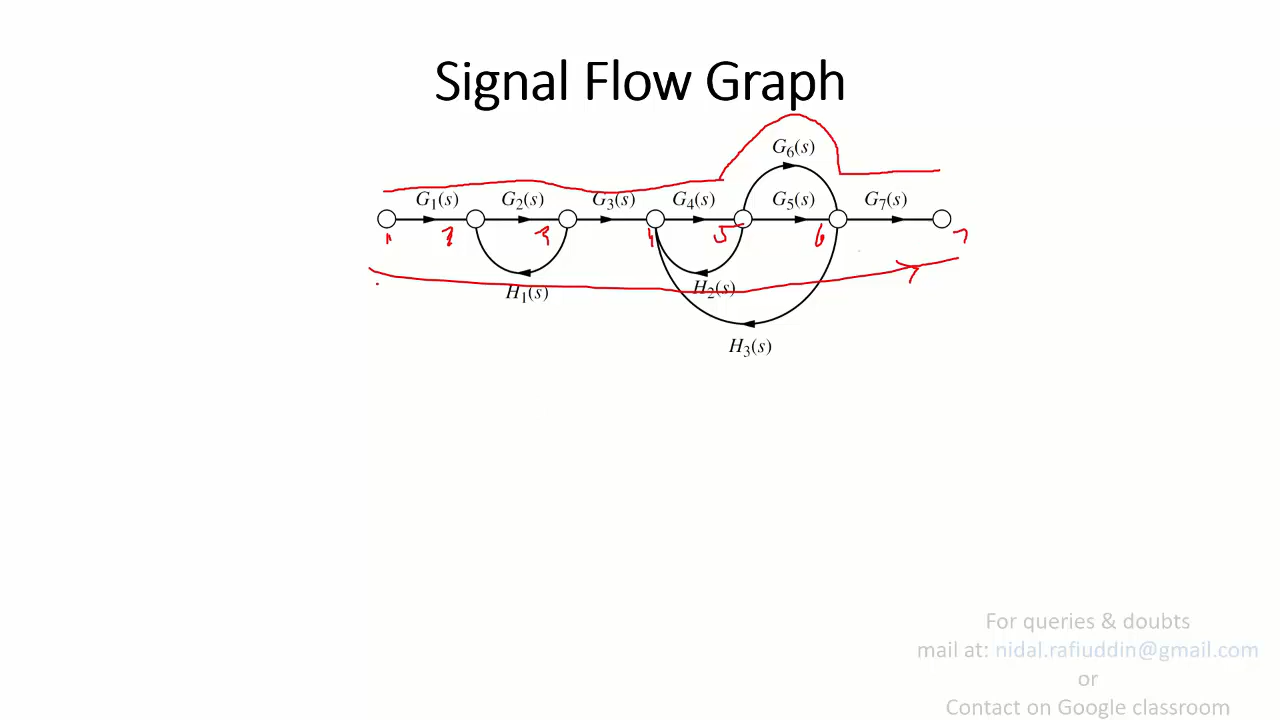 Signal Flow Graph
G6(s)
G1(s) G2(s) G3(s) G4(s) G5(s) G7(s)
1 2 3 4 5 6 7
H1(s) H2(s)
H3(s)
For queries & doubts
mail at: nidal.rafiuddin@gmail.com
or
Contact on Google classroom